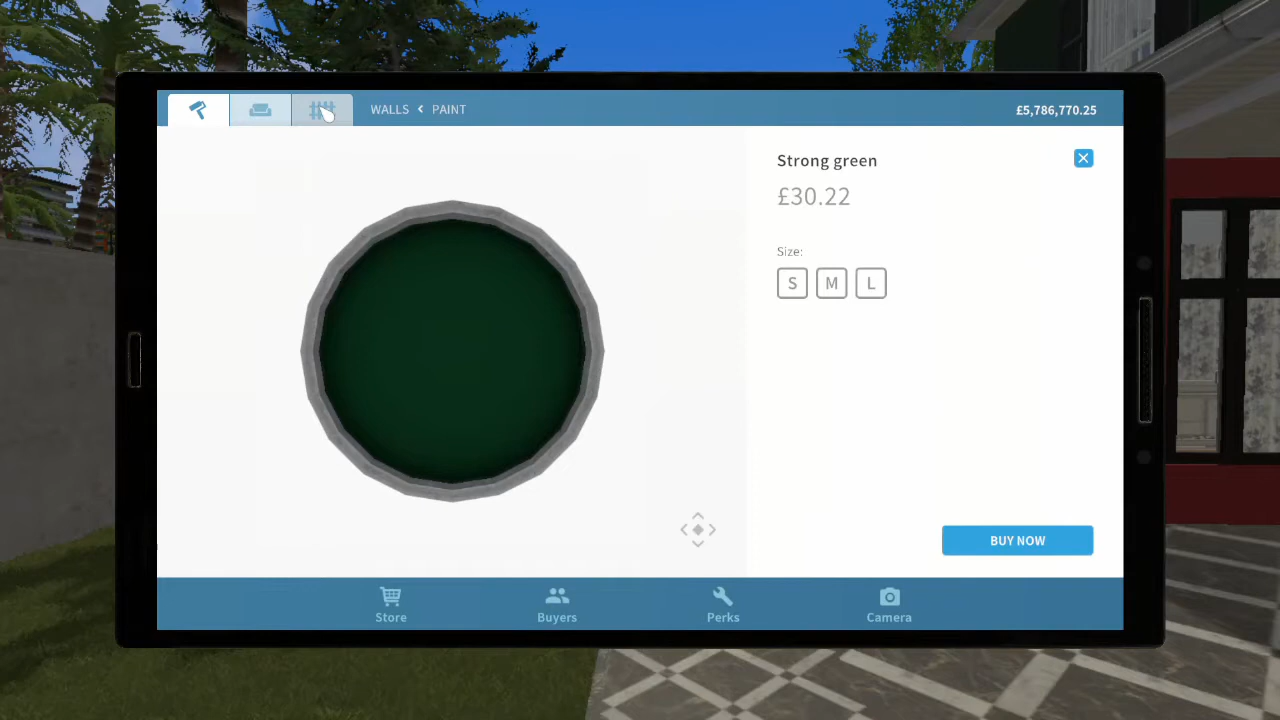 WALLS < PAINT
£5,786,770.25
Strong green
£30.22
Size:
S M L
BUY NOW
Store
Buyers
Perks
Camera